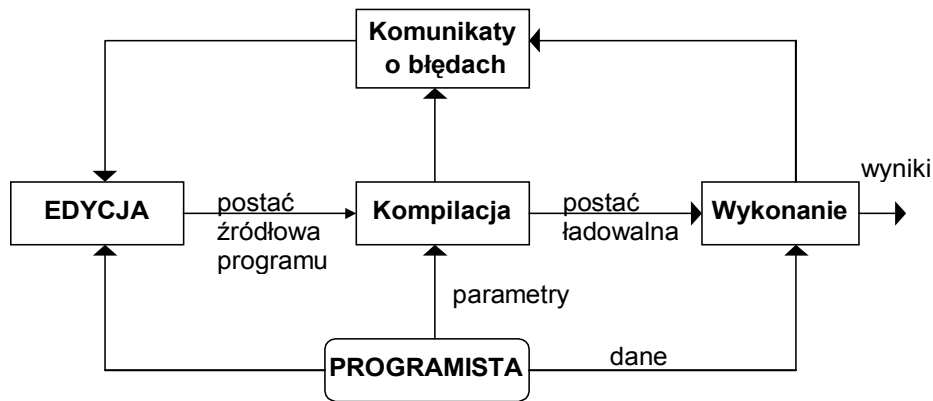 Komunikaty
o błędach
wyniki
EDYCJA
postać
źródłowa
programu
Kompilacja
postać
ładowalna
Wykonanie
parametry
PROGRAMISTA
dane